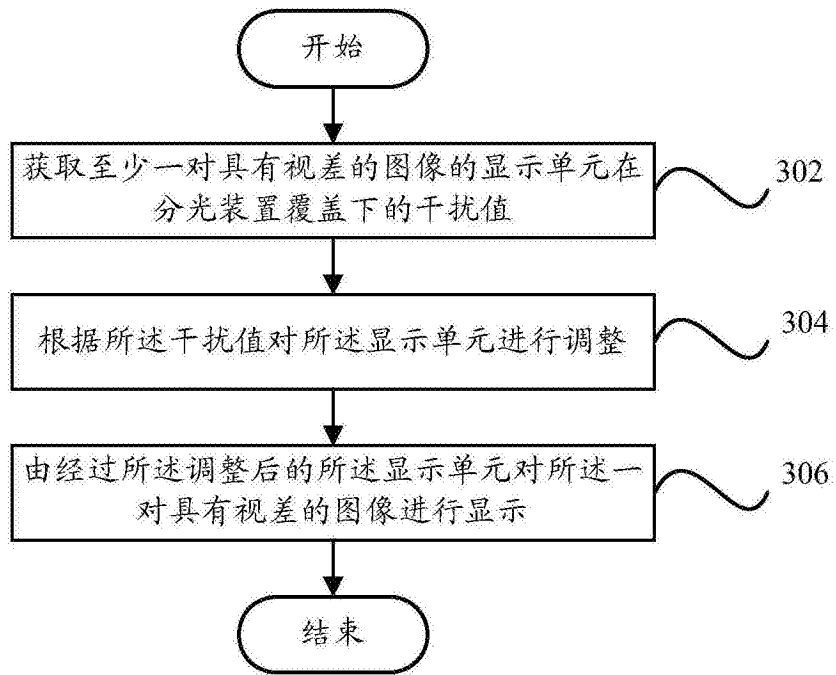 开始
获取至少一对具有视差的图像的显示单元在
分光装置覆盖下的干扰值
302
根据所述干扰值对所述显示单元进行调整
304
由经过所述调整后的所述显示单元对所述一
对具有视差的图像进行显示
306
结束